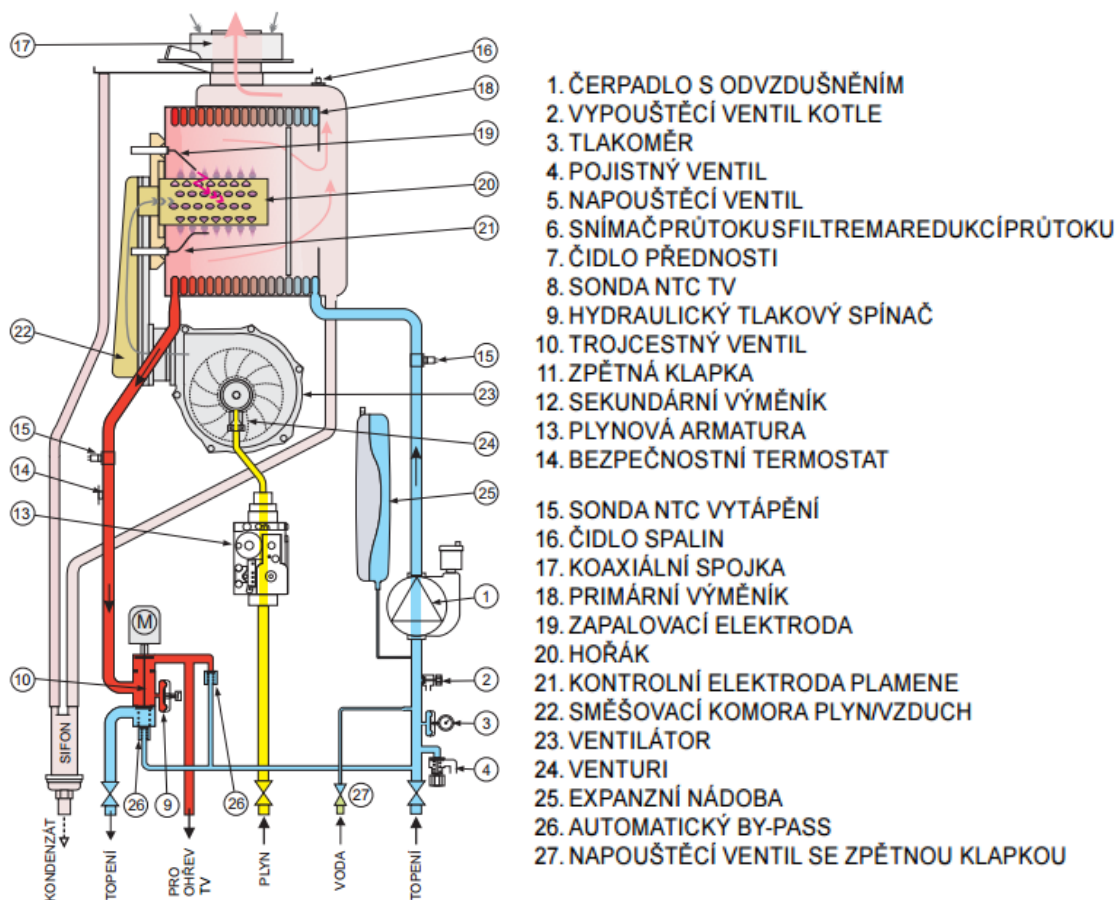 17
16
18
19
20
21
22
15
23
24
15
14
25
13
1
M
10
2
3
SIFON
4
26
9
26
27
KONDENZÁT
TOPENÍ
PRO
OHŘEV
TV
PLYN
VODA
TOPENÍ
1. ČERPADLO S ODVZDUŠNĚNÍM
2. VYPOUŠTĚCÍ VENTIL KOTLE
3. TLAKOMĚR
4. POJISTNÝ VENTIL
5. NAPOUŠTĚCÍ VENTIL
6. SNÍMAČPRŮTOKUSFILTREMAREDUKCÍPRŮTOKU
7. ČIDLO PŘEDNOSTI
8. SONDA NTC TV
9. HYDRAULICKÝ TLAKOVÝ SPÍNAČ
10. TROJCESTNÝ VENTIL
11. ZPĚTNÁ KLAPKA
12. SEKUNDÁRNÍ VÝMĚNÍK
13. PLYNOVÁ ARMATURA
14. BEZPEČNOSTNÍ TERMOSTAT
15. SONDA NTC VYTÁPĚNÍ
16. ČIDLO SPALIN
17. KOAXIÁLNÍ SPOJKA
18. PRIMÁRNÍ VÝMĚNÍK
19. ZAPALOVACÍ ELEKTRODA
20. HOŘÁK
21. KONTROLNÍ ELEKTRODA PLAMENE
22. SMĚŠOVACÍ KOMORA PLYN/VZDUCH
23. VENTILÁTOR
24. VENTURI
25. EXPANZNÍ NÁDOBA
26. AUTOMATICKÝ BY-PASS
27. NAPOUŠTĚCÍ VENTIL SE ZPĚTNOU KLAPKOU